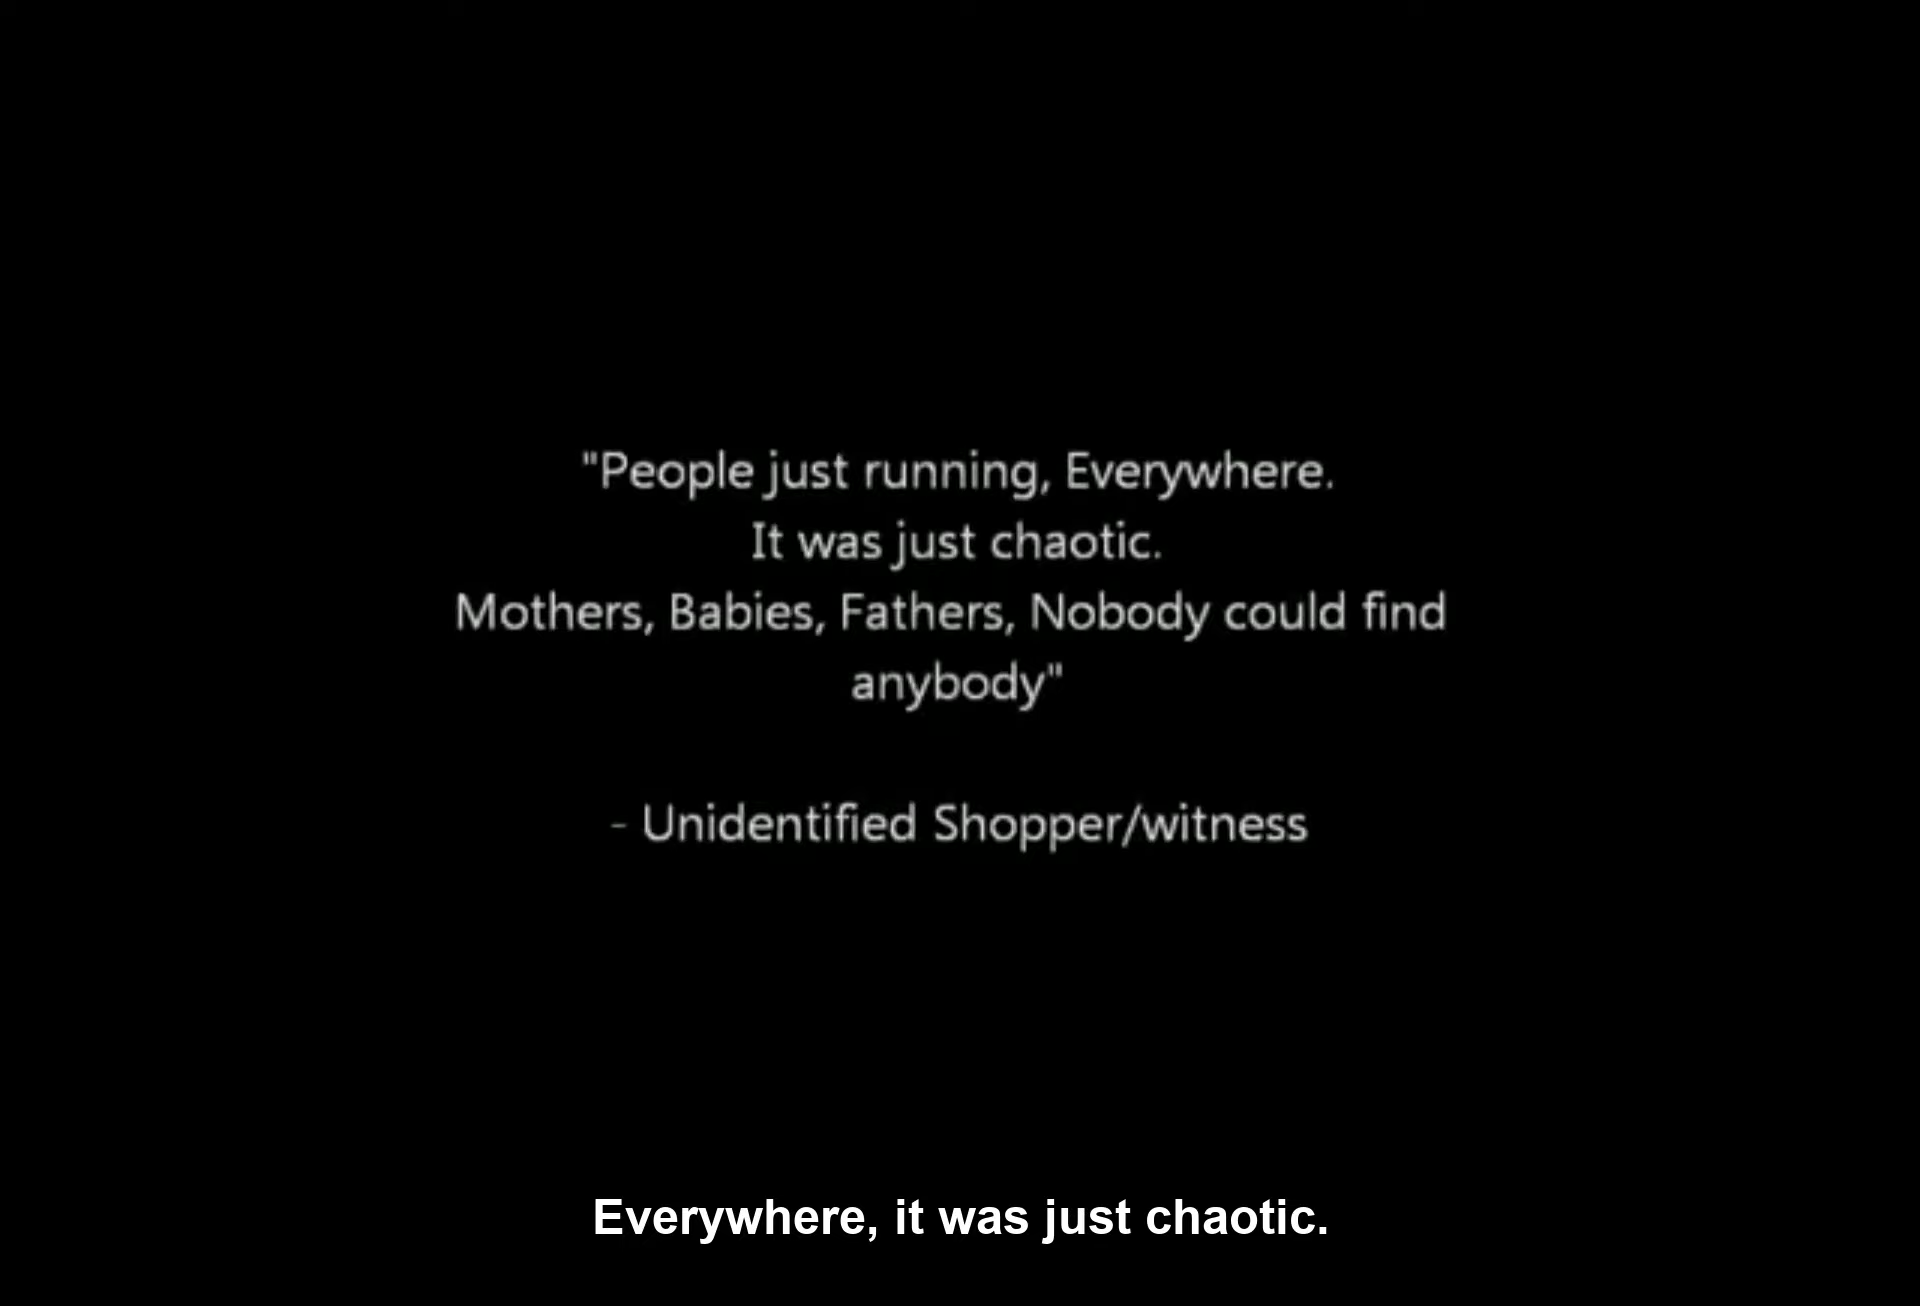 "People just running, Everywhere.
It was just chaotic.
Mothers, Babies, Fathers, Nobody could find
anybody"
- Unidentified Shopper/witness
Everywhere, it was just chaotic.